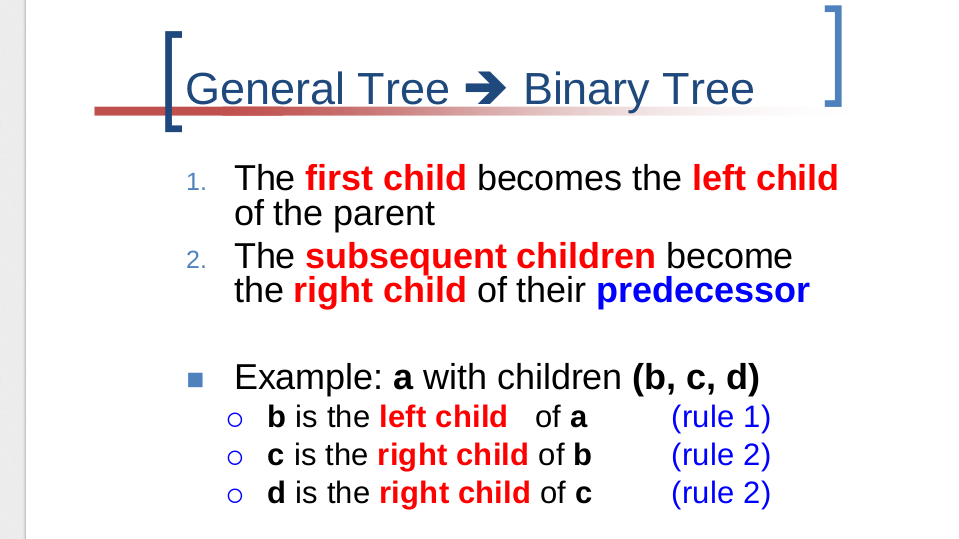 General Tree 🡺 Binary Tree
1. The first child becomes the left child
of the parent
2. The subsequent children become
the right child of their predecessor
■ Example: a with children (b, c, d)
○ b is the left child of a (rule 1)
○ c is the right child of b (rule 2)
○ d is the right child of c (rule 2)